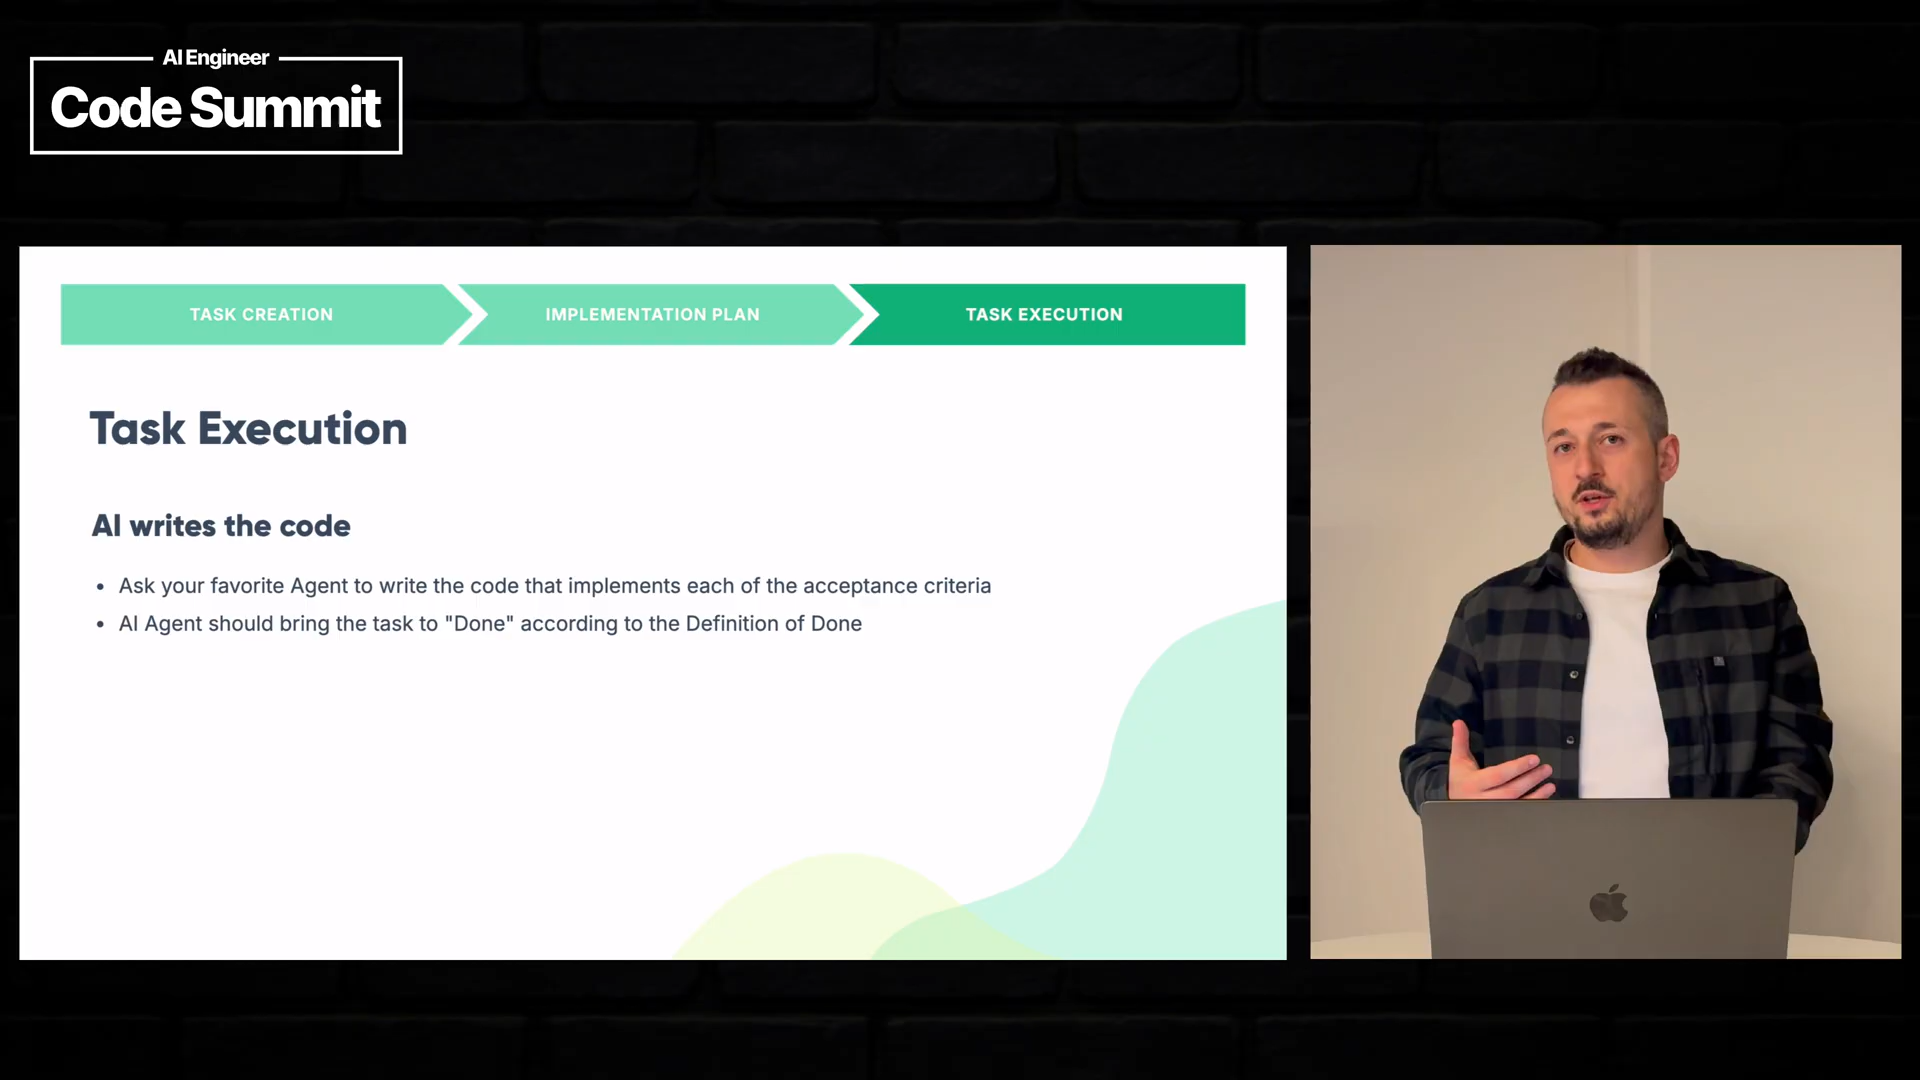 AI Engineer
Code Summit
TASK CREATION
IMPLEMENTATION PLAN
TASK EXECUTION
Task Execution
AI writes the code
• Ask your favorite Agent to write the code that implements each of the acceptance criteria
• AI Agent should bring the task to "Done" according to the Definition of Done